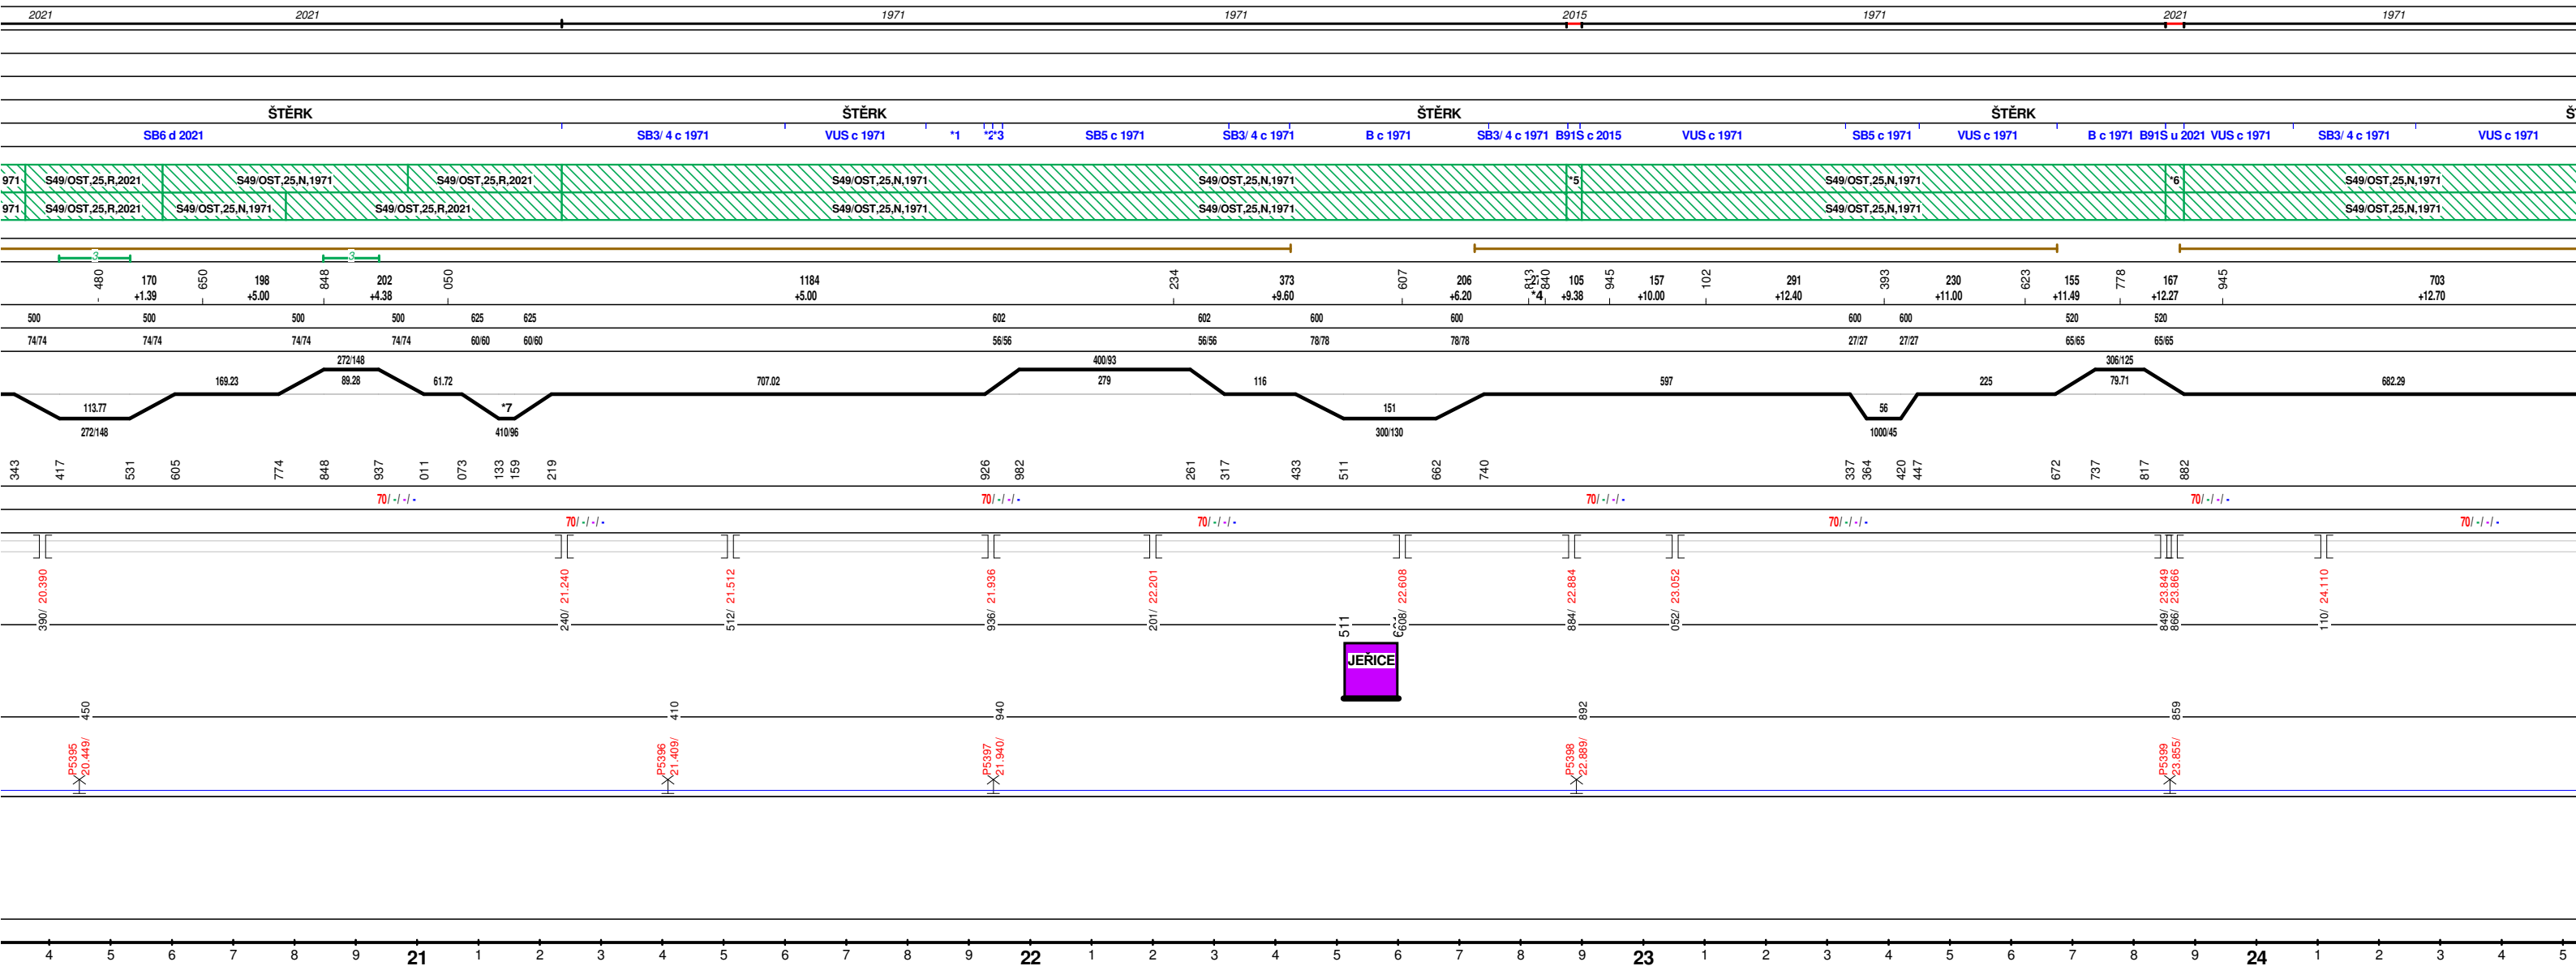 2021 2021 1971 1971 2015 1971 2021 1971
ŠTĚRK ŠTĚRK ŠTĚRK ŠTĚRK
SB6 d 2021 SB3/ 4 c 1971 VUS c 1971 *1 *2 *3 SB5 c 1971 SB3/ 4 c 1971 B c 1971 SB3/ 4 c 1971 B91S c 2015 VUS c 1971 SB5 c 1971 VUS c 1971 B c 1971 B91S u 2021 VUS c 1971 SB3/ 4 c 1971 VUS c 1971
971 S49/OST,25,R,2021 S49/OST,25,N,1971 S49/OST,25,R,2021 S49/OST,25,N,1971 S49/OST,25,N,1971 *5 S49/OST,25,N,1971 *6 S49/OST,25,N,1971
971 S49/OST,25,R,2021 S49/OST,25,N,1971 S49/OST,25,R,2021 S49/OST,25,N,1971 S49/OST,25,N,1971 S49/OST,25,N,1971 S49/OST,25,N,1971
3 3
480 170 650 198 848 202 050 1184 234 373 607 206 813 840 105 945 157 102 291 393 230 623 155 778 167 945 703
+1.39 +5.00 +4.38 +5.00 +9.60 +6.20 *4 +9.38 +10.00 +12.40 +11.00 +11.49 +12.27 +12.70
500 500 500 500 625 625 602 602 600 600 600 600 520 520
74/74 74/74 74/74 74/74 60/60 60/60 56/56 56/56 78/78 78/78 27/27 27/27 65/65 65/65
272/148 400/93 306/125
169.23 89.28 61.72 707.02 279 116 597 225 79.71 682.29
113.77 *7 151 56
272/148 410/96 300/130 1000/45
343 417 531 605 774 848 937 011 073 133 159 219 926 982 261 317 433 511 662 740 337 364 420 447 672 737 817 882
70/ -/ -/ - 70/ -/ -/ - 70/ -/ -/ - 70/ -/ -/ -
70/ -/ -/ - 70/ -/ -/ - 70/ -/ -/ - 70/ -/ -/ -
390/ 20.390 240/ 21.240 512/ 21.512 936/ 21.936 201/ 22.201 608/ 22.608 884/ 22.884 052/ 23.052 849/ 23.849 866/ 23.866 110/ 24.110
511
JEŘICE
450 410 940 892 859
P5395 20.449/ P5396 21.409/ P5397 21.940/ P5398 22.889/ P5399 23.855/
4 5 6 7 8 9 21 1 2 3 4 5 6 7 8 9 22 1 2 3 4 5 6 7 8 9 23 1 2 3 4 5 6 7 8 9 24 1 2 3 4 5